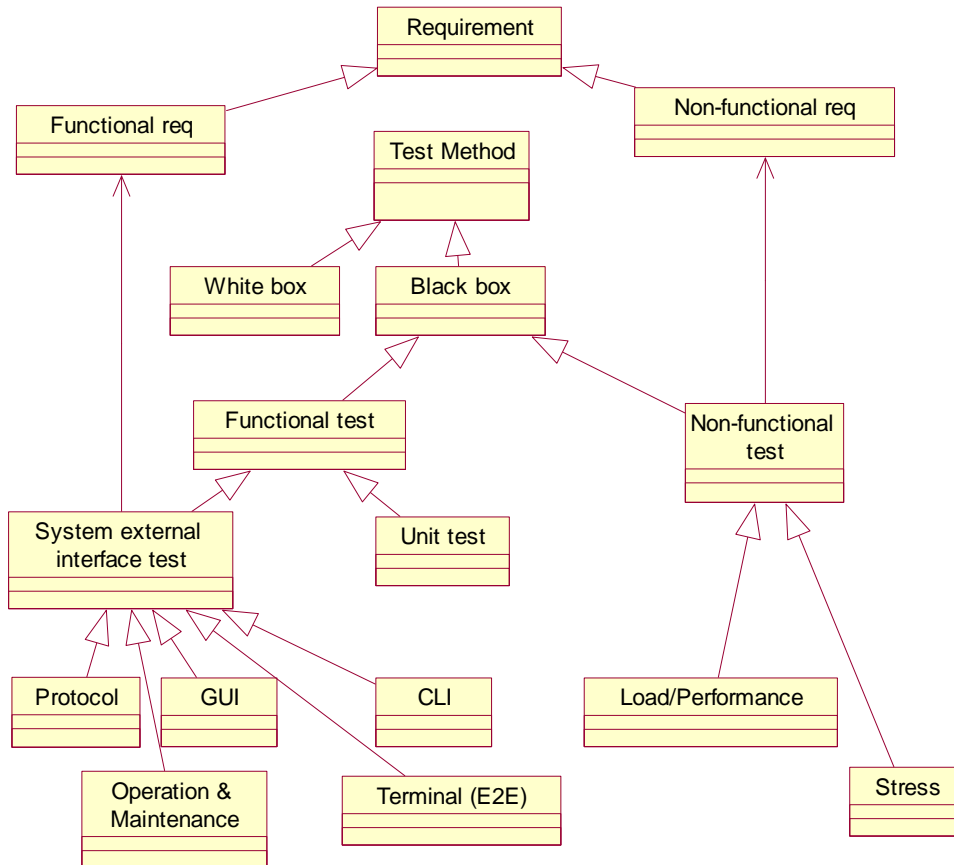 Requirement
Functional req
Non-functional req
Test Method
White box
Black box
Functional test
Non-functional
test
System external
interface test
Unit test
Protocol
GUI
CLI
Load/Performance
Operation &
Maintenance
Terminal (E2E)
Stress